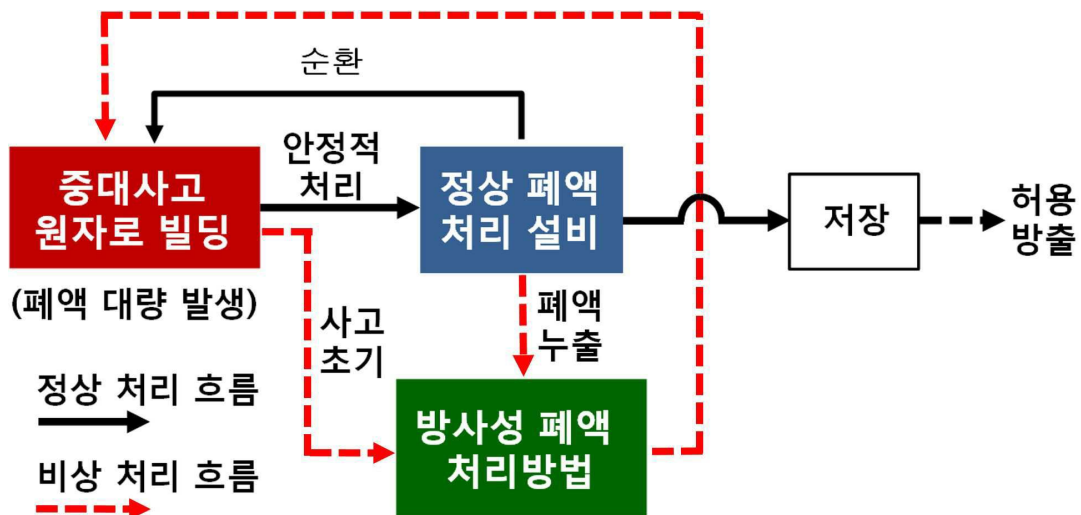 순환
안정적
처리
중대사고
원자로 빌딩
정상 폐액
처리 설비
저장
허용
방출
(폐액 대량 발생)
사고
초기
폐액
누출
정상 처리 흐름
방사성 폐액
처리방법
비상 처리 흐름